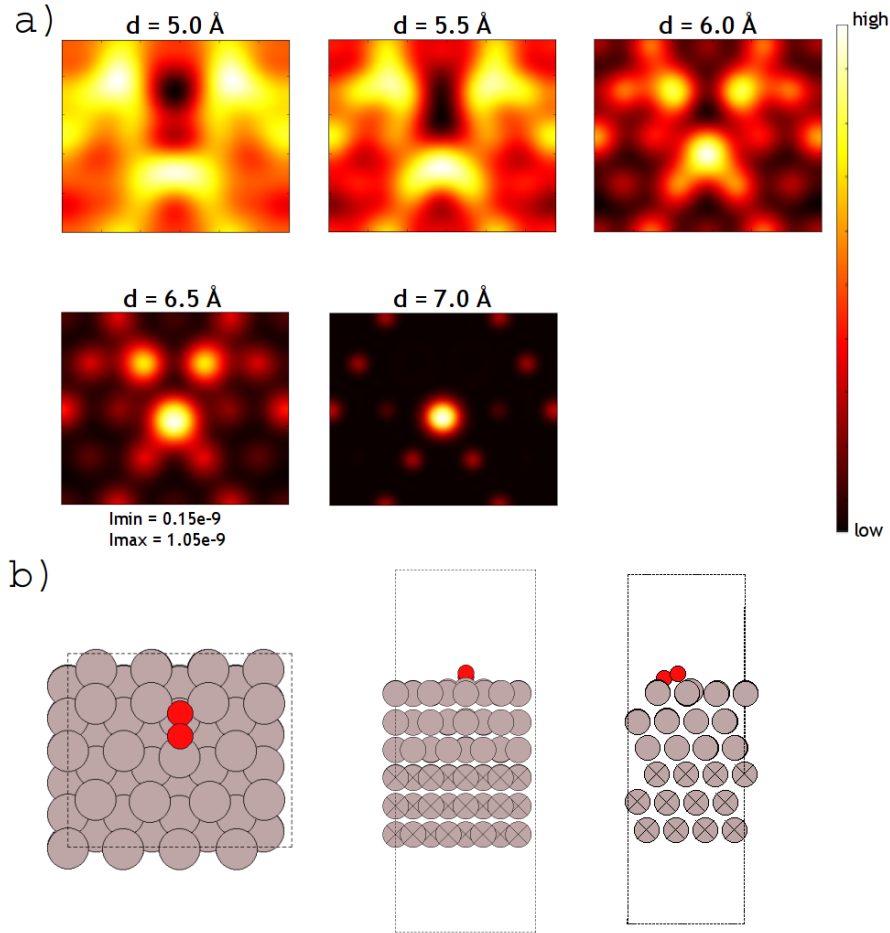 a)
d = 5.0 Å
d = 5.5 Å
d = 6.0 Å
high
d = 6.5 Å
d = 7.0 Å
Imin = 0.15e-9
Imax = 1.05e-9
low
b)